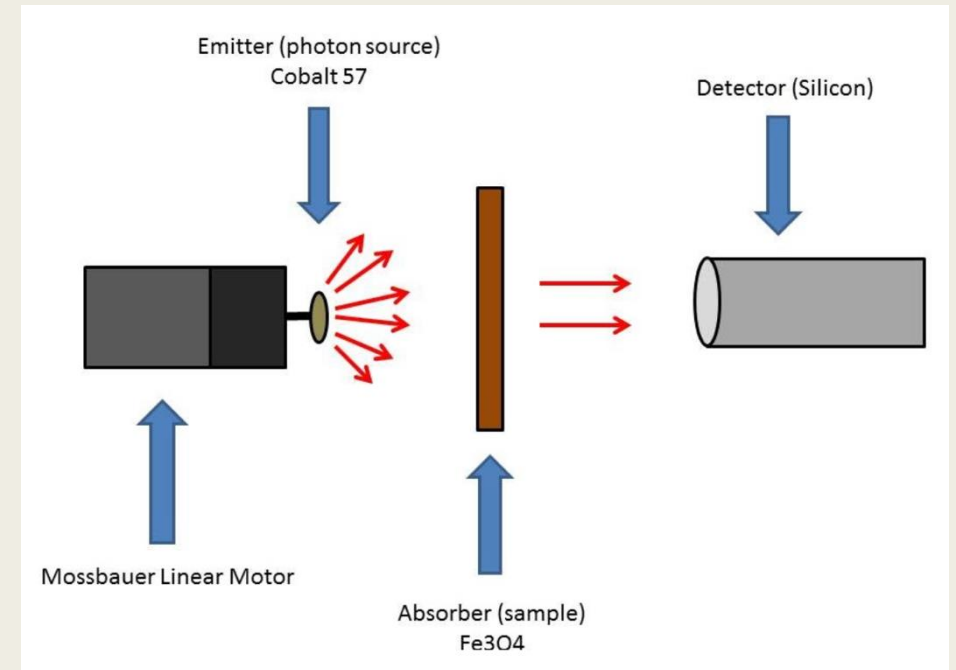 Emitter (photon source)
Cobalt 57
Detector (Silicon)
Mossbauer Linear Motor
Absorber (sample)
Fe3O4